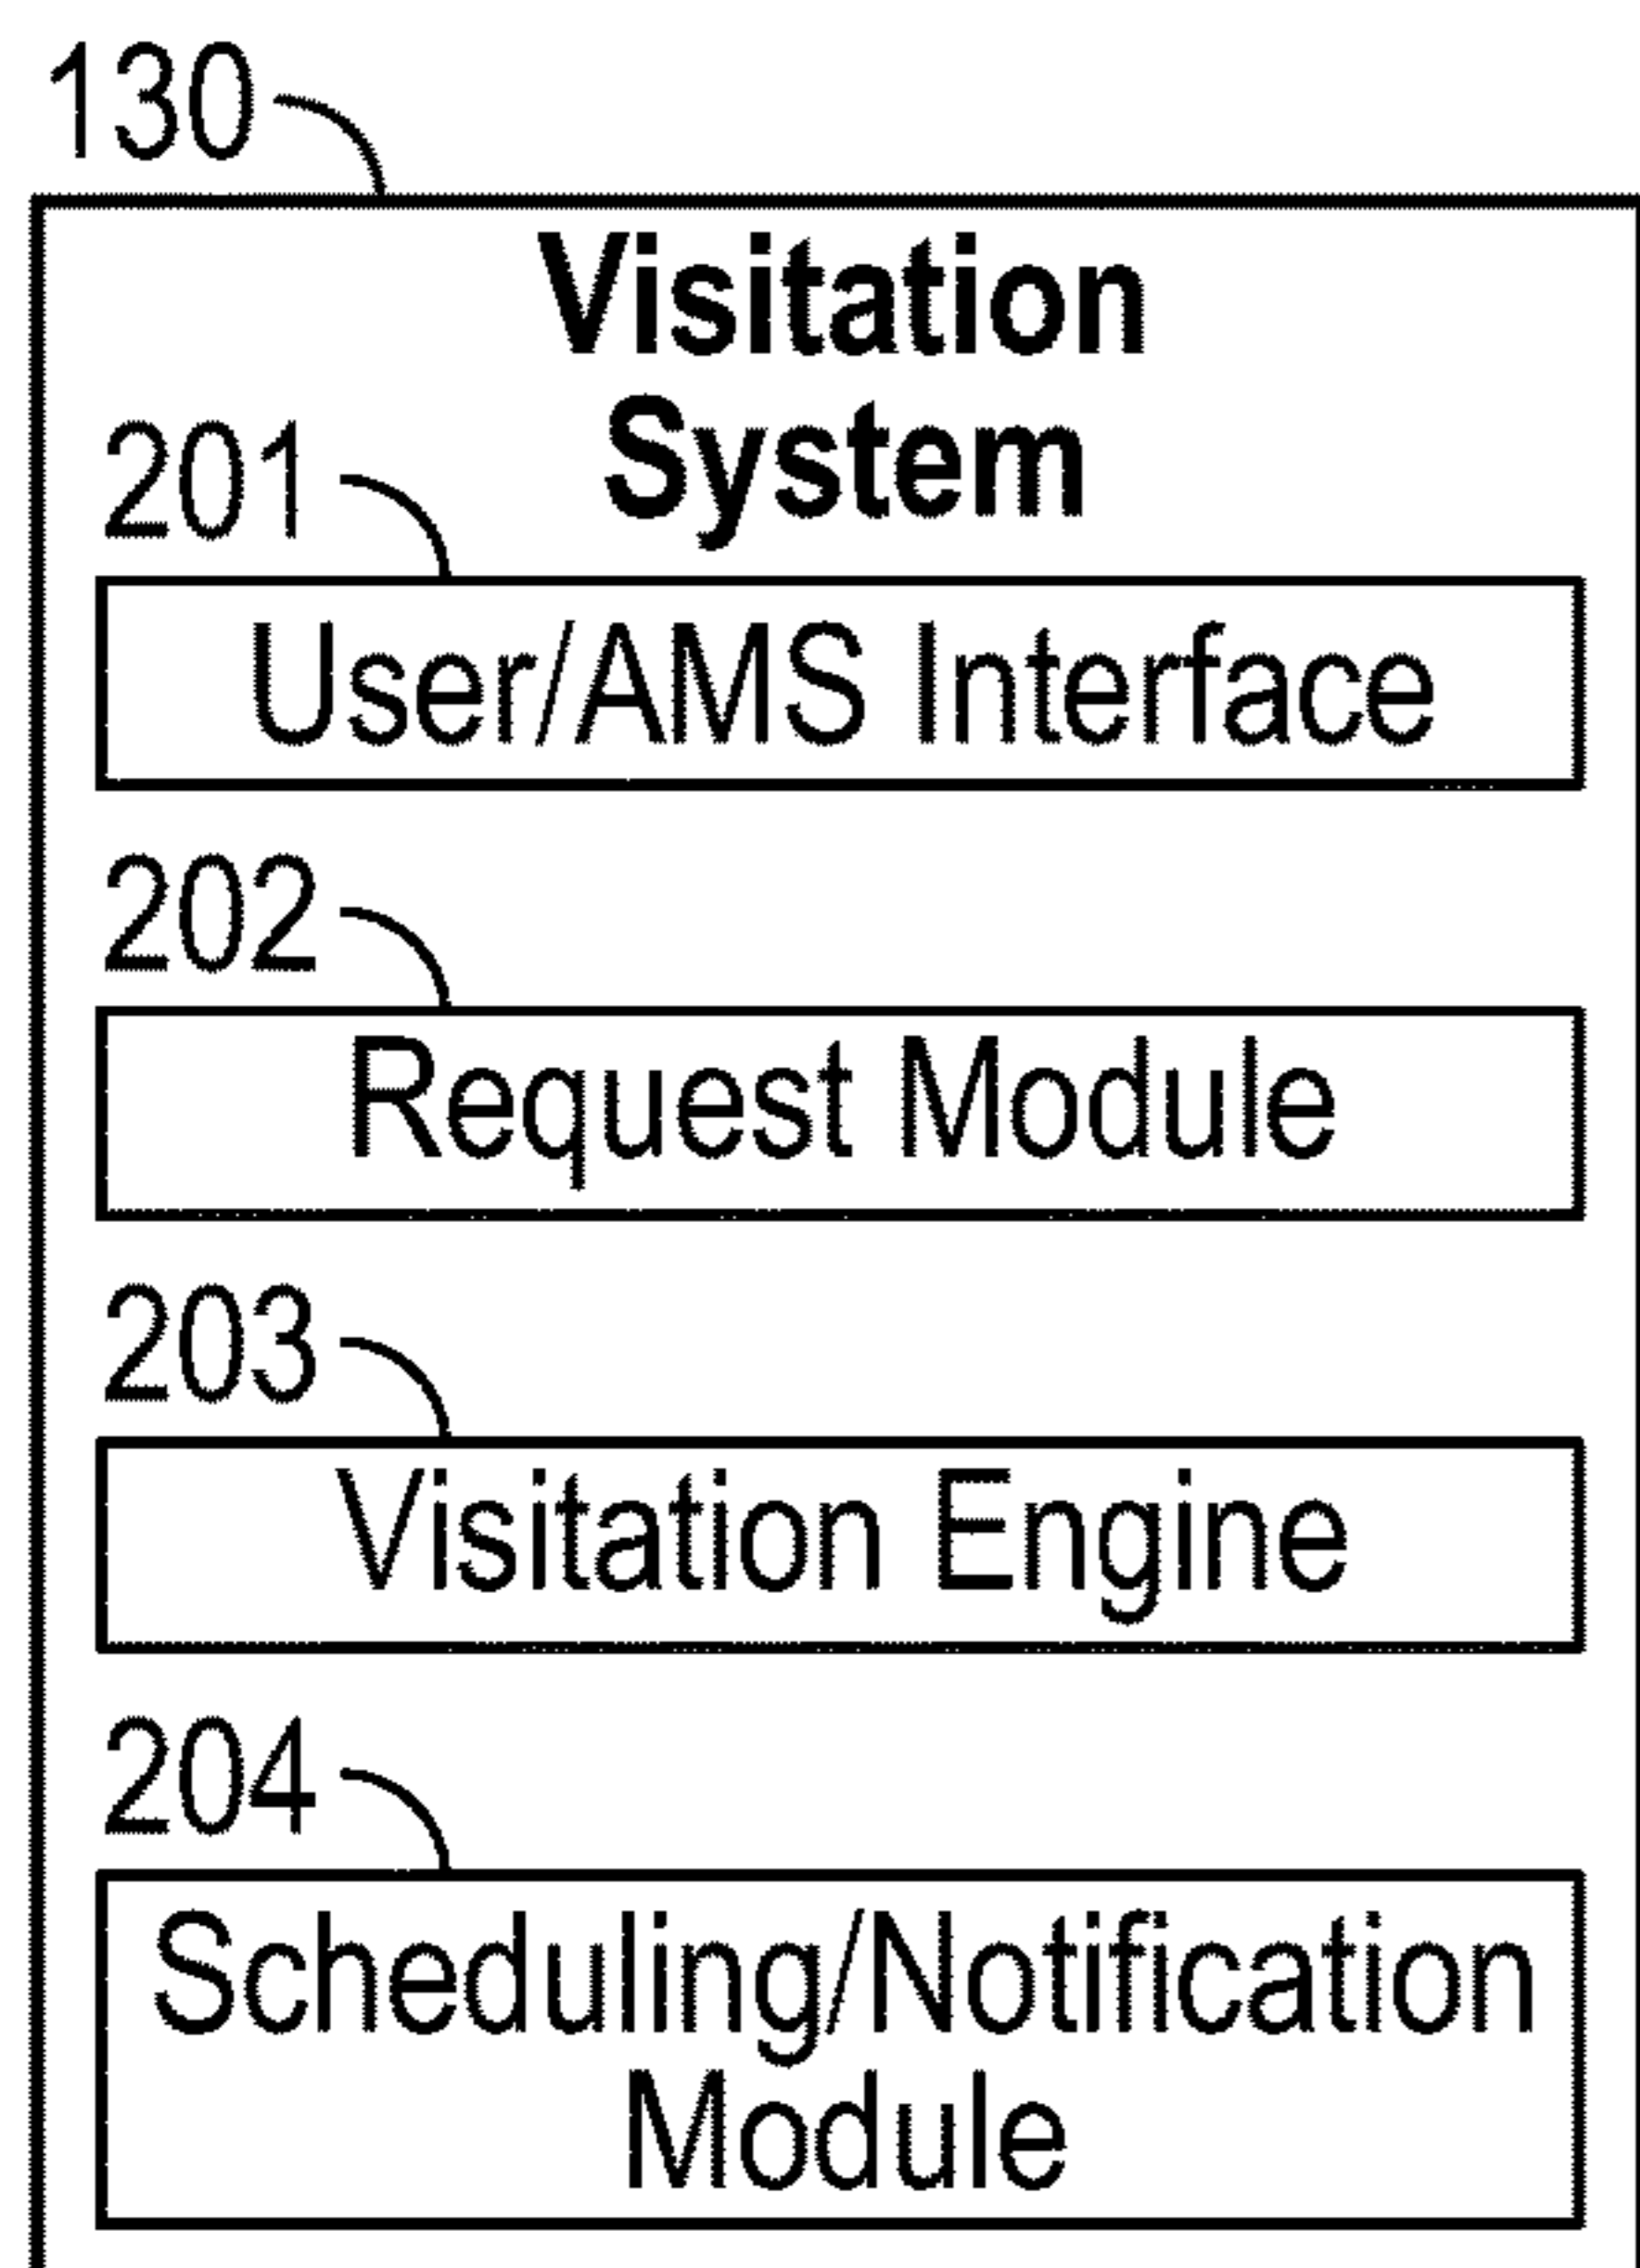 130
Visitation
System
201
User/AMS Interface
202
Request Module
203
Visitation Engine
204
Scheduling/Notification
Module